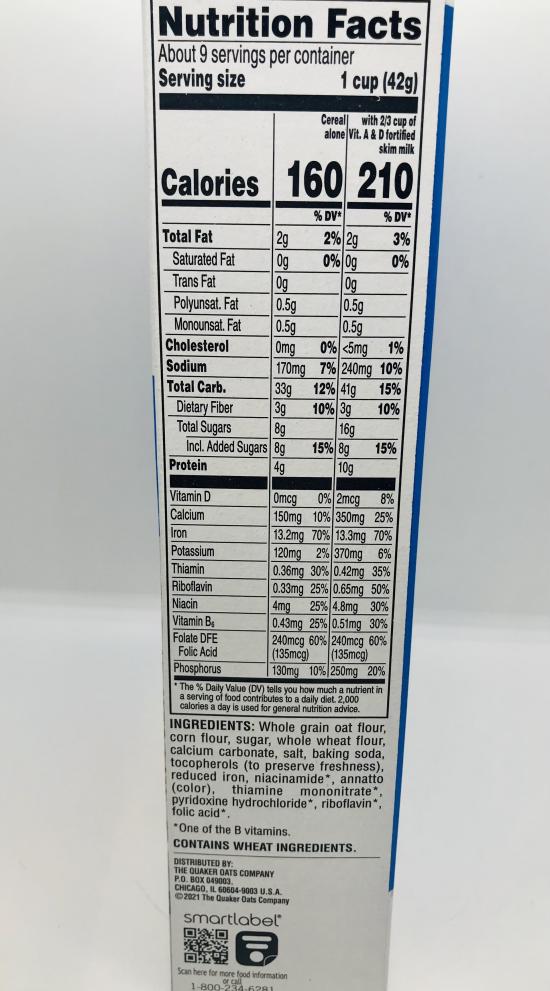 Nutrition Facts
About 9 servings per container
Serving size 1 cup (42g)
Cereal alone with 2/3 cup of Vit. A & D fortified skim milk
Calories 160 210
% DV* % DV*
Total Fat 2g 2% 2g 3%
Saturated Fat 0g 0% 0g 0%
Trans Fat 0g 0g
Polyunsat. Fat 0.5g 0.5g
Monounsat. Fat 0.5g 0.5g
Cholesterol 0mg 0% <5mg 1%
Sodium 170mg 7% 240mg 10%
Total Carb. 33g 12% 41g 15%
Dietary Fiber 3g 10% 3g 10%
Total Sugars 8g 16g
Incl. Added Sugars 8g 15% 8g 15%
Protein 4g 10g
Vitamin D 0mcg 0% 2mcg 8%
Calcium 150mg 10% 350mg 25%
Iron 13.2mg 70% 13.3mg 70%
Potassium 120mg 2% 370mg 6%
Thiamin 0.36mg 30% 0.42mg 35%
Riboflavin 0.33mg 25% 0.65mg 50%
Niacin 4mg 25% 4.8mg 30%
Vitamin B₆ 0.43mg 25% 0.51mg 30%
Folate DFE 240mcg 60% 240mcg 60%
Folic Acid (135mcg) (135mcg)
Phosphorus 130mg 10% 250mg 20%
* The % Daily Value (DV) tells you how much a nutrient in
a serving of food contributes to a daily diet. 2,000
calories a day is used for general nutrition advice.
INGREDIENTS: Whole grain oat flour,
corn flour, sugar, whole wheat flour,
calcium carbonate, salt, baking soda,
tocopherols (to preserve freshness),
reduced iron, niacinamide*, annatto
(color), thiamine mononitrate*,
pyridoxine hydrochloride*, riboflavin*,
folic acid*.
*One of the B vitamins.
CONTAINS WHEAT INGREDIENTS.
DISTRIBUTED BY:
THE QUAKER OATS COMPANY
P.O. BOX 049003,
CHICAGO, IL 60604-9003 U.S.A.
©2021 The Quaker Oats Company
smartlabel®
Scan here for more food information
or call
1-800-234-6281